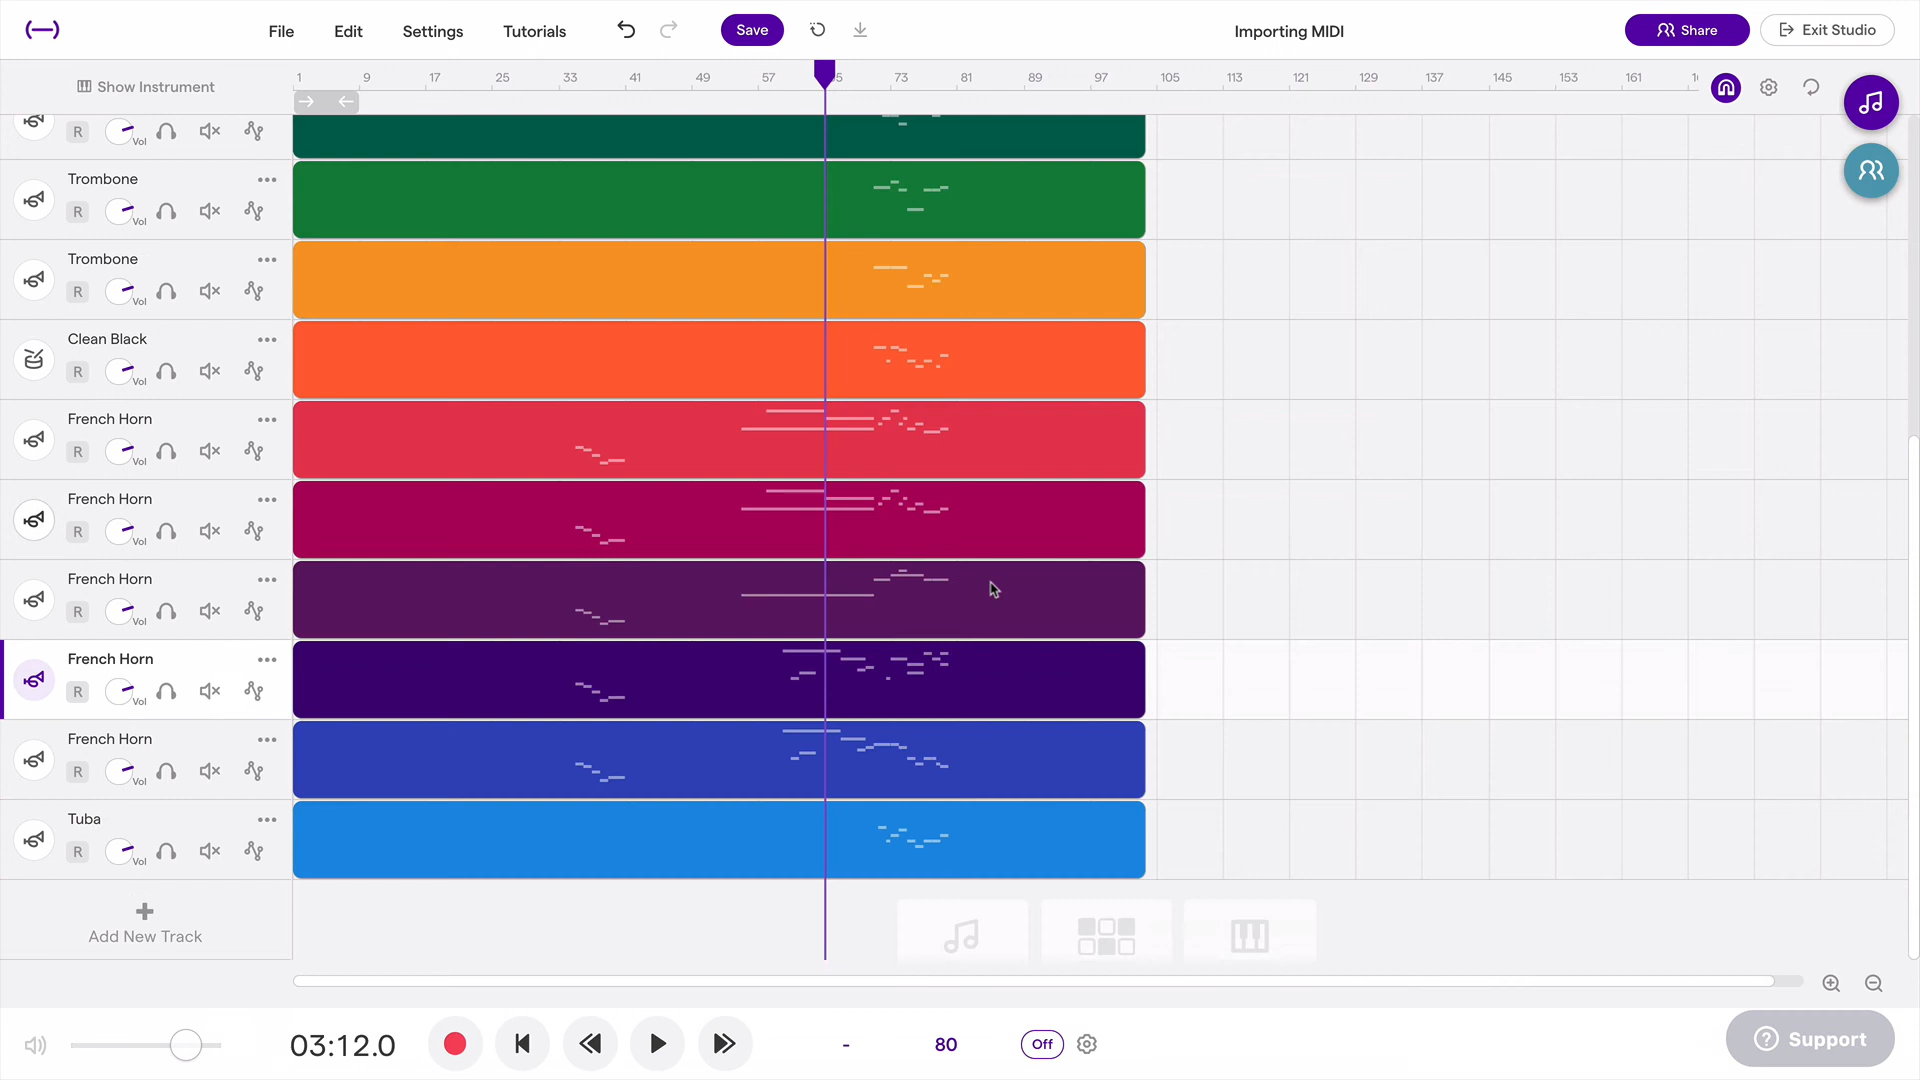 File Edit Settings Tutorials Save Importing MIDI Share Exit Studio
Show Instrument 1 9 17 25 33 41 49 57 73 81 89 97 105 113 121 129 137 145 153 161
R Vol
Trombone
R Vol
Trombone
R Vol
Clean Black
R Vol
French Horn
R Vol
French Horn
R Vol
French Horn
R Vol
French Horn
R Vol
French Horn
R Vol
Tuba
R Vol
Add New Track
03:12.0 - 80 Off Support